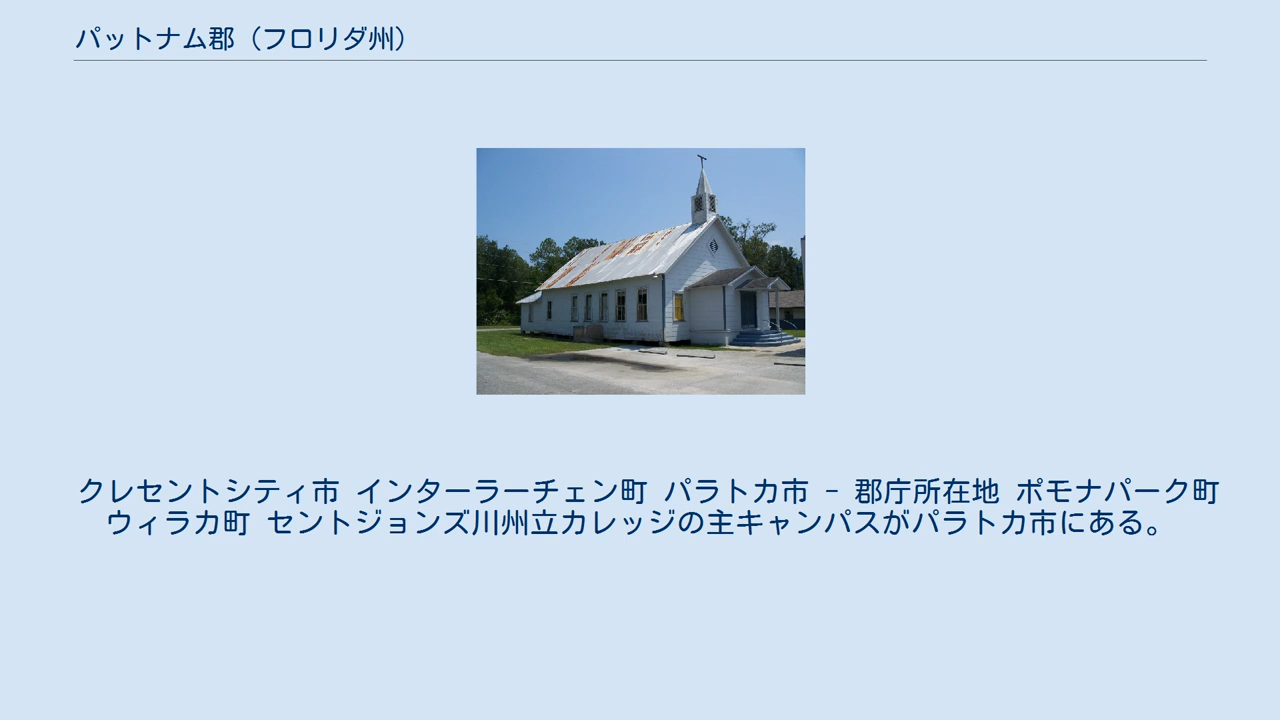 パットナム郡（フロリダ州）
クレセントシティ市 インターラーチェン町 パラトカ市 - 郡庁所在地 ポモナパーク町
ウィラカ町 セントジョンズ川州立カレッジの主キャンパスがパラトカ市にある。